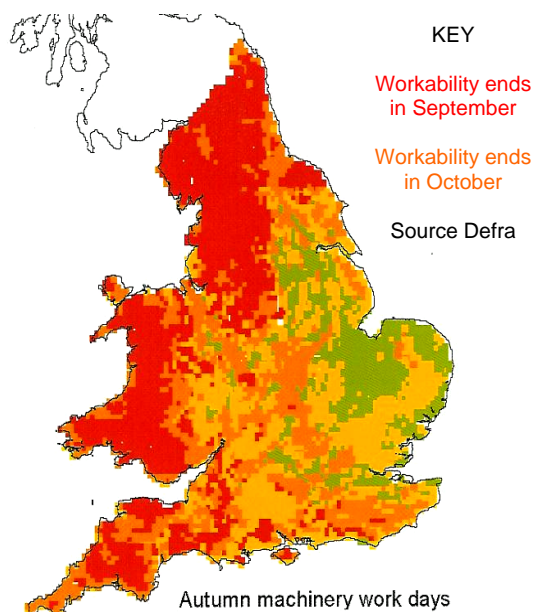 KEY
Workability ends
in September
Workability ends
in October
Source Defra
Autumn machinery work days